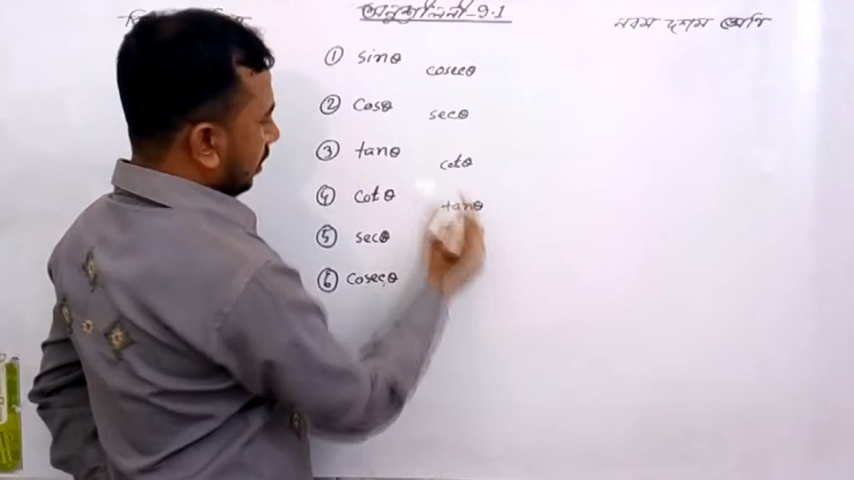 অনুশীলনী-9.1
নবম দশম শ্রেণি
① sinθ cosecθ
② Cosθ secθ
③ tanθ cotθ
④ cotθ tanθ
⑤ secθ
⑥ cosecθ